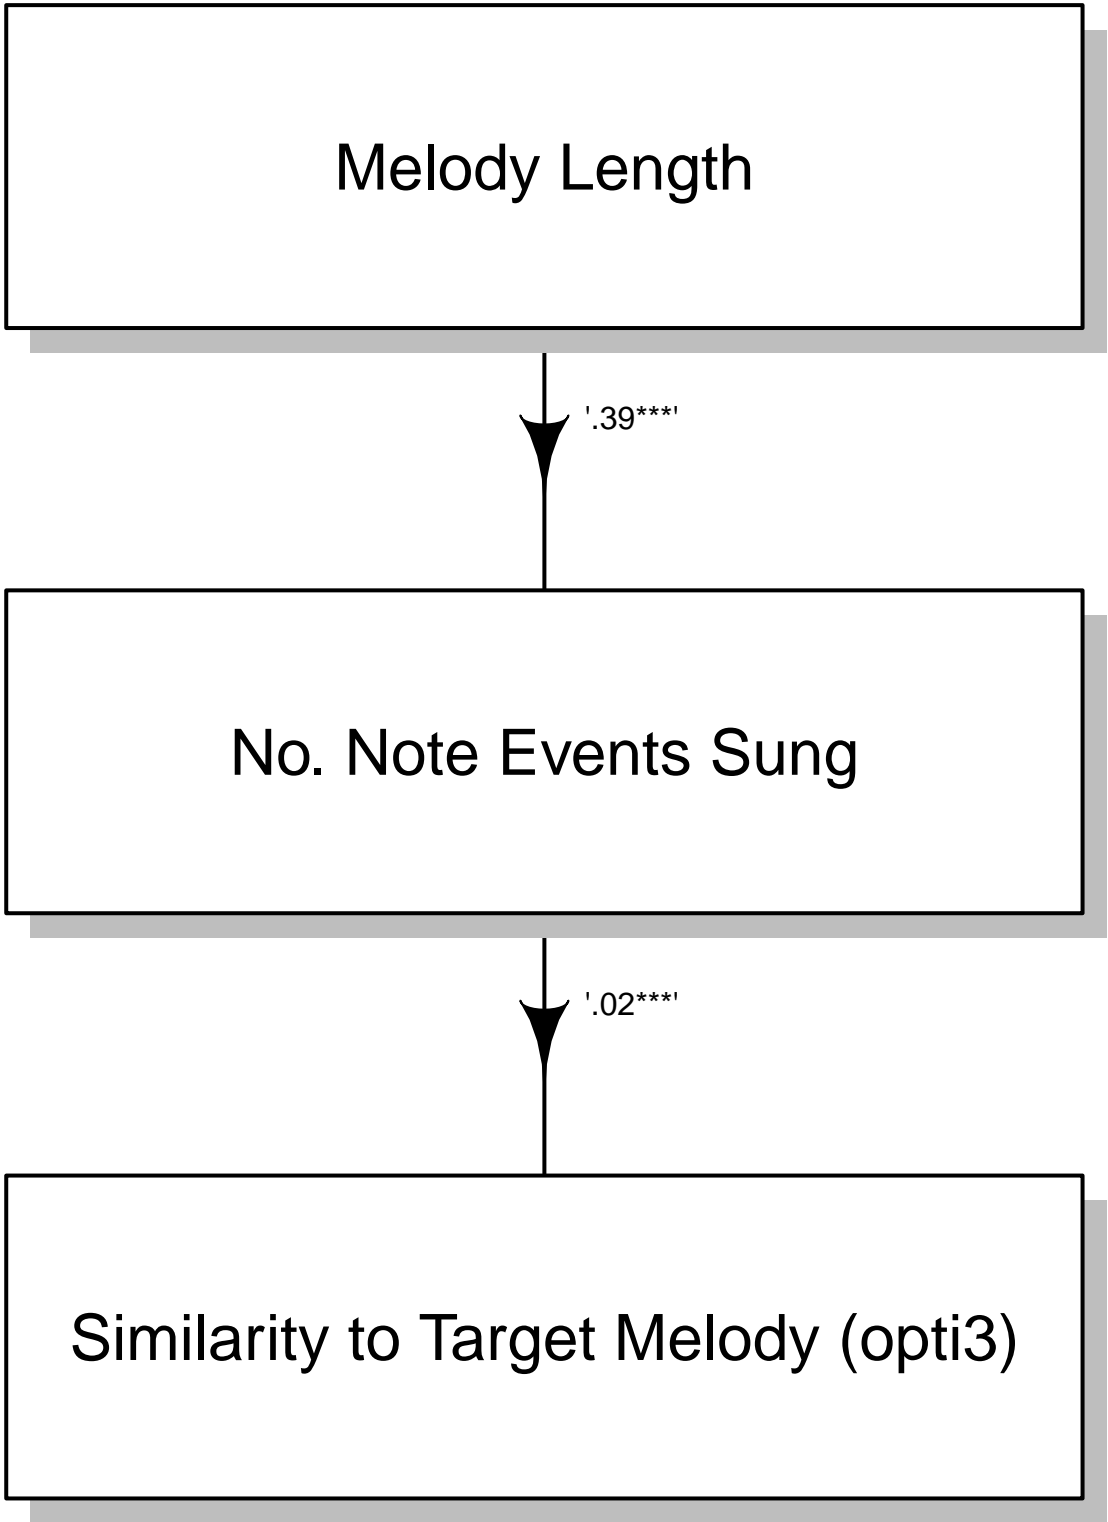 Melody Length
'.39***'
No. Note Events Sung
'.02***'
Similarity to Target Melody (opti3)